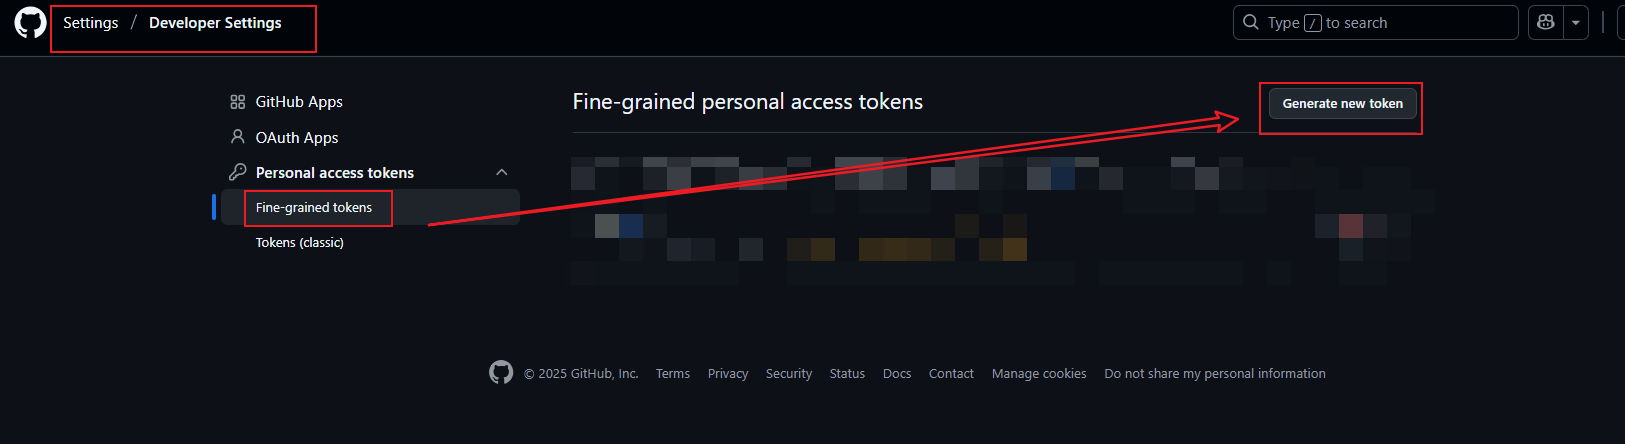 Settings / Developer Settings
Type / to search
GitHub Apps
OAuth Apps
Personal access tokens
Fine-grained tokens
Tokens (classic)
Fine-grained personal access tokens
Generate new token
© 2025 GitHub, Inc. Terms Privacy Security Status Docs Contact Manage cookies Do not share my personal information